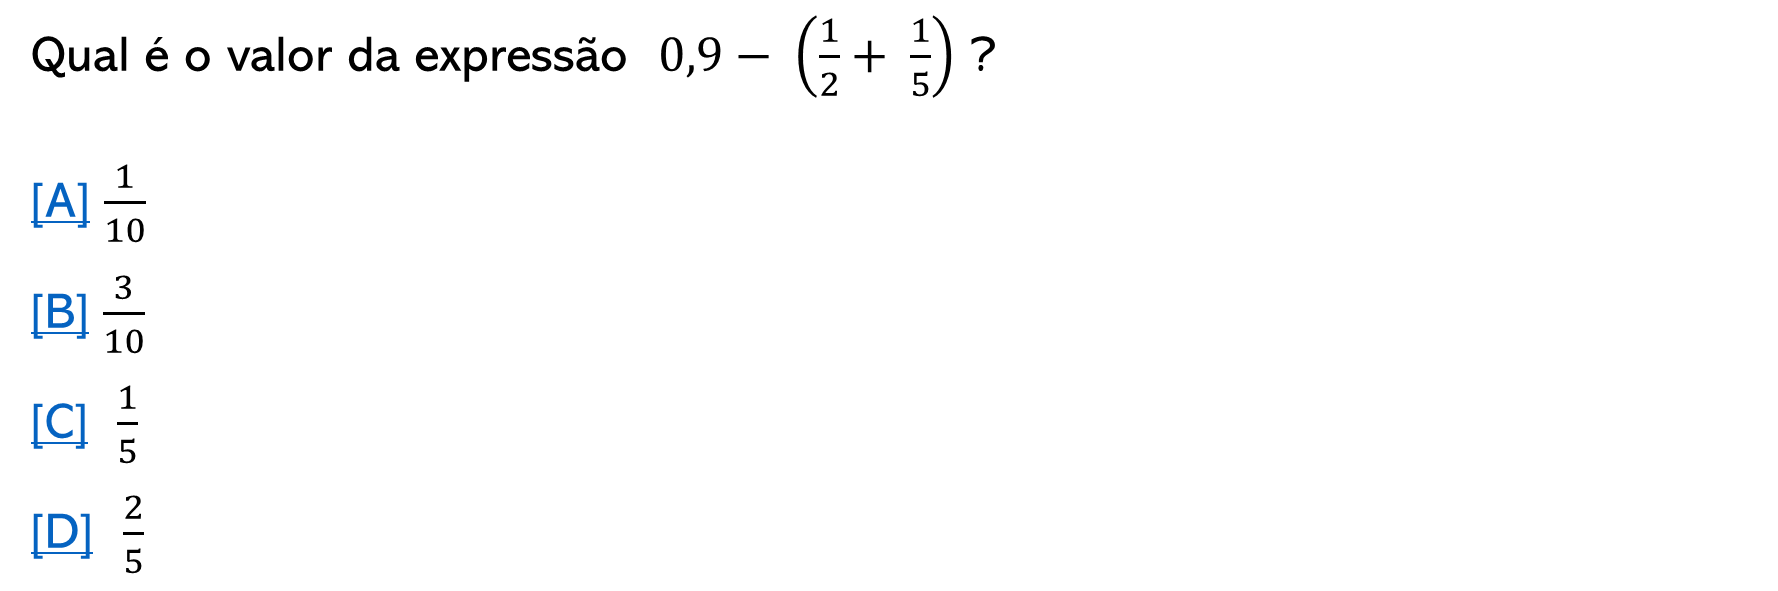 Qual é o valor da expressão 0,9 − (1/2 + 1/5) ?
[A] 1/10
[B] 3/10
[C] 1/5
[D] 2/5